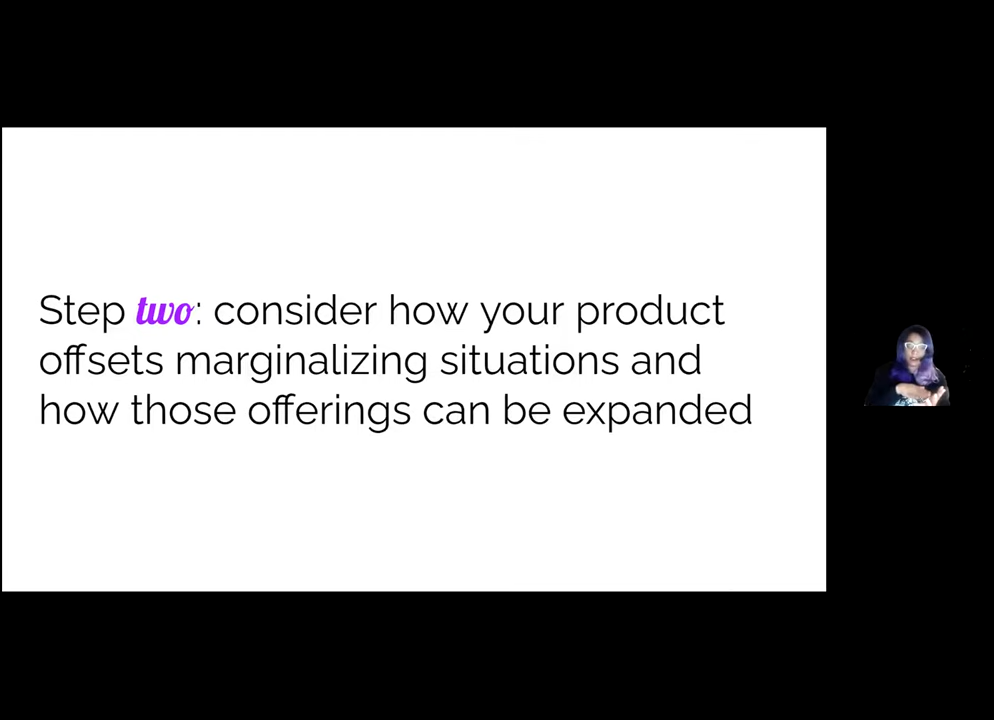 Step two: consider how your product
offsets marginalizing situations and
how those offerings can be expanded